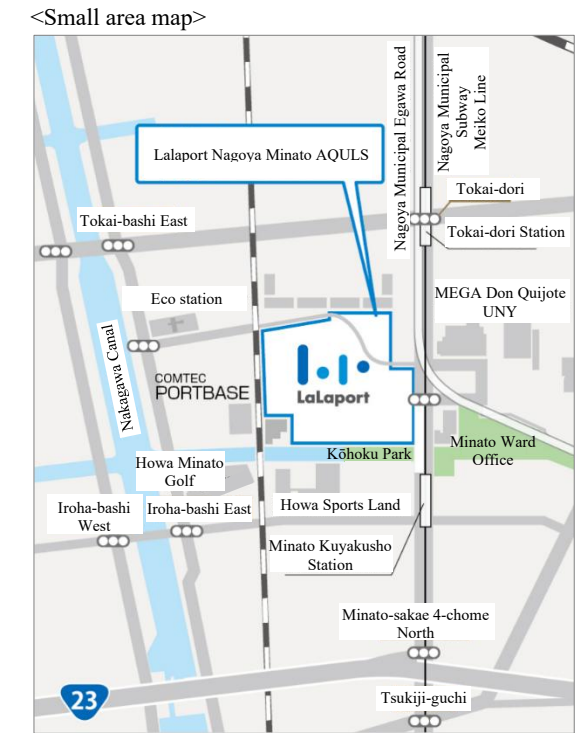 <Small area map>
Nagoya Municipal Egawa Road
Nagoya Municipal
Subway
Meiko Line
Lalaport Nagoya Minato AQULS
Tokai-dori
Tokai-bashi East
Tokai-dori Station
Eco station
MEGA Don Quijote
UNY
Nakagawa Canal
COMTEC
PORTBASE
LaLaport
Kōhoku Park
Minato Ward
Office
Howa Minato
Golf
Iroha-bashi
West
Iroha-bashi East
Howa Sports Land
Minato Kuyakusho
Station
Minato-sakae 4-chome
North
23
Tsukiji-guchi